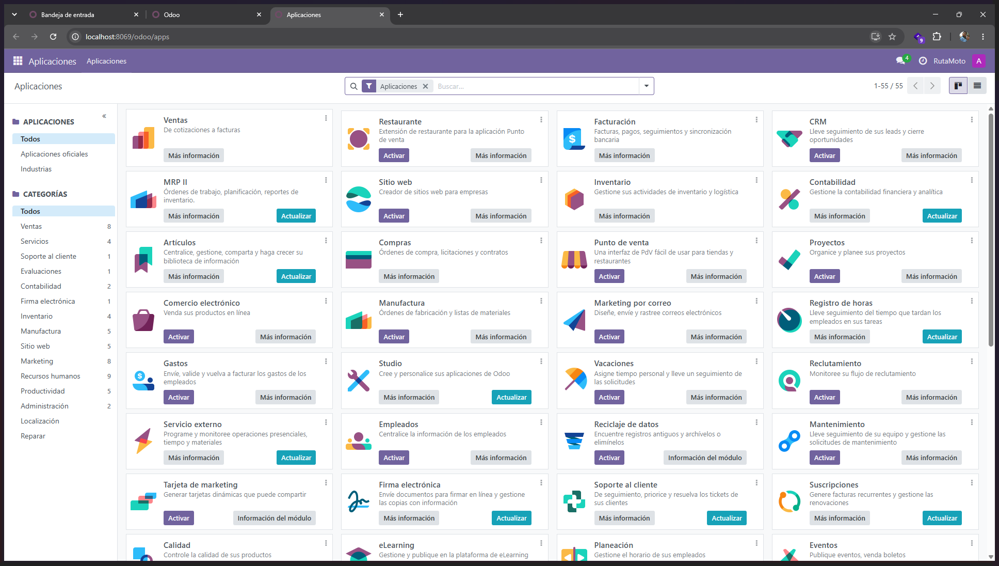 Bandeja de entrada
Odoo
Aplicaciones
localhost:8069/odoo/apps
9
Aplicaciones
Aplicaciones
4
RutaMoto
A
Aplicaciones
Aplicaciones
Buscar...
1-55 / 55
APLICACIONES
Todos
Aplicaciones oficiales
Industrias
CATEGORÍAS
Todos
Ventas 8
Servicios 4
Soporte al cliente 1
Evaluaciones 1
Contabilidad 2
Firma electrónica 1
Inventario 4
Manufactura 5
Sitio web 5
Marketing 8
Recursos humanos 9
Productividad 5
Administración 2
Localización
Reparar
Ventas
De cotizaciones a facturas
Más información
Restaurante
Extensión de restaurante para la aplicación Punto
de venta
Activar
Más información
Facturación
Facturas, pagos, seguimientos y sincronización
bancaria
Más información
CRM
Lleve seguimiento de sus leads y cierre
oportunidades
Activar
Más información
MRP II
Órdenes de trabajo, planificación, reportes de
inventario.
Más información
Actualizar
Sitio web
Creador de sitios web para empresas
Activar
Más información
Inventario
Gestione sus actividades de inventario y logística
Más información
Contabilidad
Gestione la contabilidad financiera y analítica
Más información
Actualizar
Artículos
Centralice, gestione, comparta y haga crecer su
biblioteca de información
Más información
Actualizar
Compras
Órdenes de compra, licitaciones y contratos
Más información
Punto de venta
Una interfaz de PdV fácil de usar para tiendas y
restaurantes
Activar
Más información
Proyectos
Organice y planee sus proyectos
Activar
Más información
Comercio electrónico
Venda sus productos en línea
Activar
Más información
Manufactura
Órdenes de fabricación y listas de materiales
Activar
Más información
Marketing por correo
Diseñe, envíe y rastree correos electrónicos
Activar
Más información
Registro de horas
Lleve seguimiento del tiempo que tardan los
empleados en sus tareas
Más información
Actualizar
Gastos
Envíe, valide y vuelva a facturar los gastos de los
empleados
Activar
Más información
Studio
Cree y personalice sus aplicaciones de Odoo
Más información
Actualizar
Vacaciones
Asigne tiempo personal y lleve un seguimiento de
las solicitudes
Activar
Más información
Reclutamiento
Monitoree su flujo de reclutamiento
Activar
Más información
Servicio externo
Programe y monitoree operaciones presenciales,
tiempo y materiales
Más información
Actualizar
Empleados
Centralice la información de los empleados
Activar
Más información
Reciclaje de datos
Encuentre registros antiguos y archívelos o
elimínelos
Activar
Información del módulo
Mantenimiento
Lleve seguimiento de su equipo y gestione las
solicitudes de mantenimiento
Activar
Más información
Tarjeta de marketing
Generar tarjetas dinámicas que puede compartir
Activar
Información del módulo
Firma electrónica
Envíe documentos para firmar en línea y gestione
las copias con información
Más información
Actualizar
Soporte al cliente
De seguimiento, priorice y resuelva los tickets de
sus clientes
Más información
Actualizar
Suscripciones
Genere facturas recurrentes y gestione las
renovaciones
Más información
Actualizar
Calidad
Controle la calidad de sus productos
eLearning
Gestione y publique en la plataforma de eLearning
Planeación
Gestione el horario de sus empleados
Eventos
Publique eventos, venda boletos